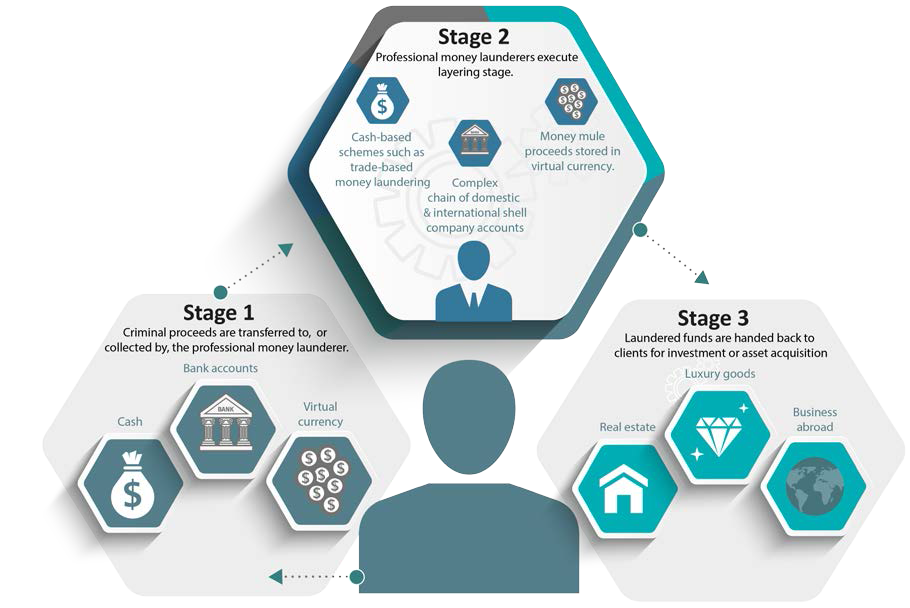 Stage 2
Professional money launderers execute
layering stage.
Cash-based
schemes such as
trade-based
money laundering
$
BANK
Complex
chain of domestic
& international shell
company accounts
Money mule
proceeds stored in
virtual currency.
Stage 1
Criminal proceeds are transferred to, or
collected by, the professional money launderer.
Bank accounts
Cash
Virtual
currency
BANK
$
Stage 3
Laundered funds are handed back to
clients for investment or asset acquisition
Luxury goods
Real estate
Business
abroad